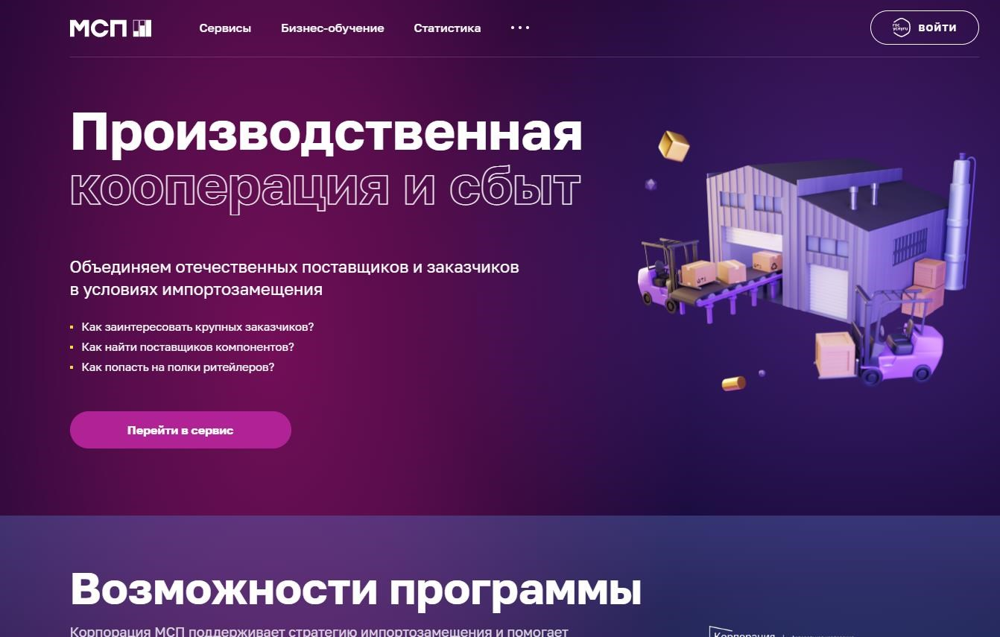 МСП
Сервисы
Бизнес-обучение
Статистика
гос
услуги
ВОЙТИ
Производственная
кооперация и сбыт
Объединяем отечественных поставщиков и заказчиков
в условиях импортозамещения
Как заинтересовать крупных заказчиков?
Как найти поставщиков компонентов?
Как попасть на полки ритейлеров?
Перейти в сервис
Возможности программы
Корпорация МСП поддерживает стратегию импортозамещения и помогает
Корпорация